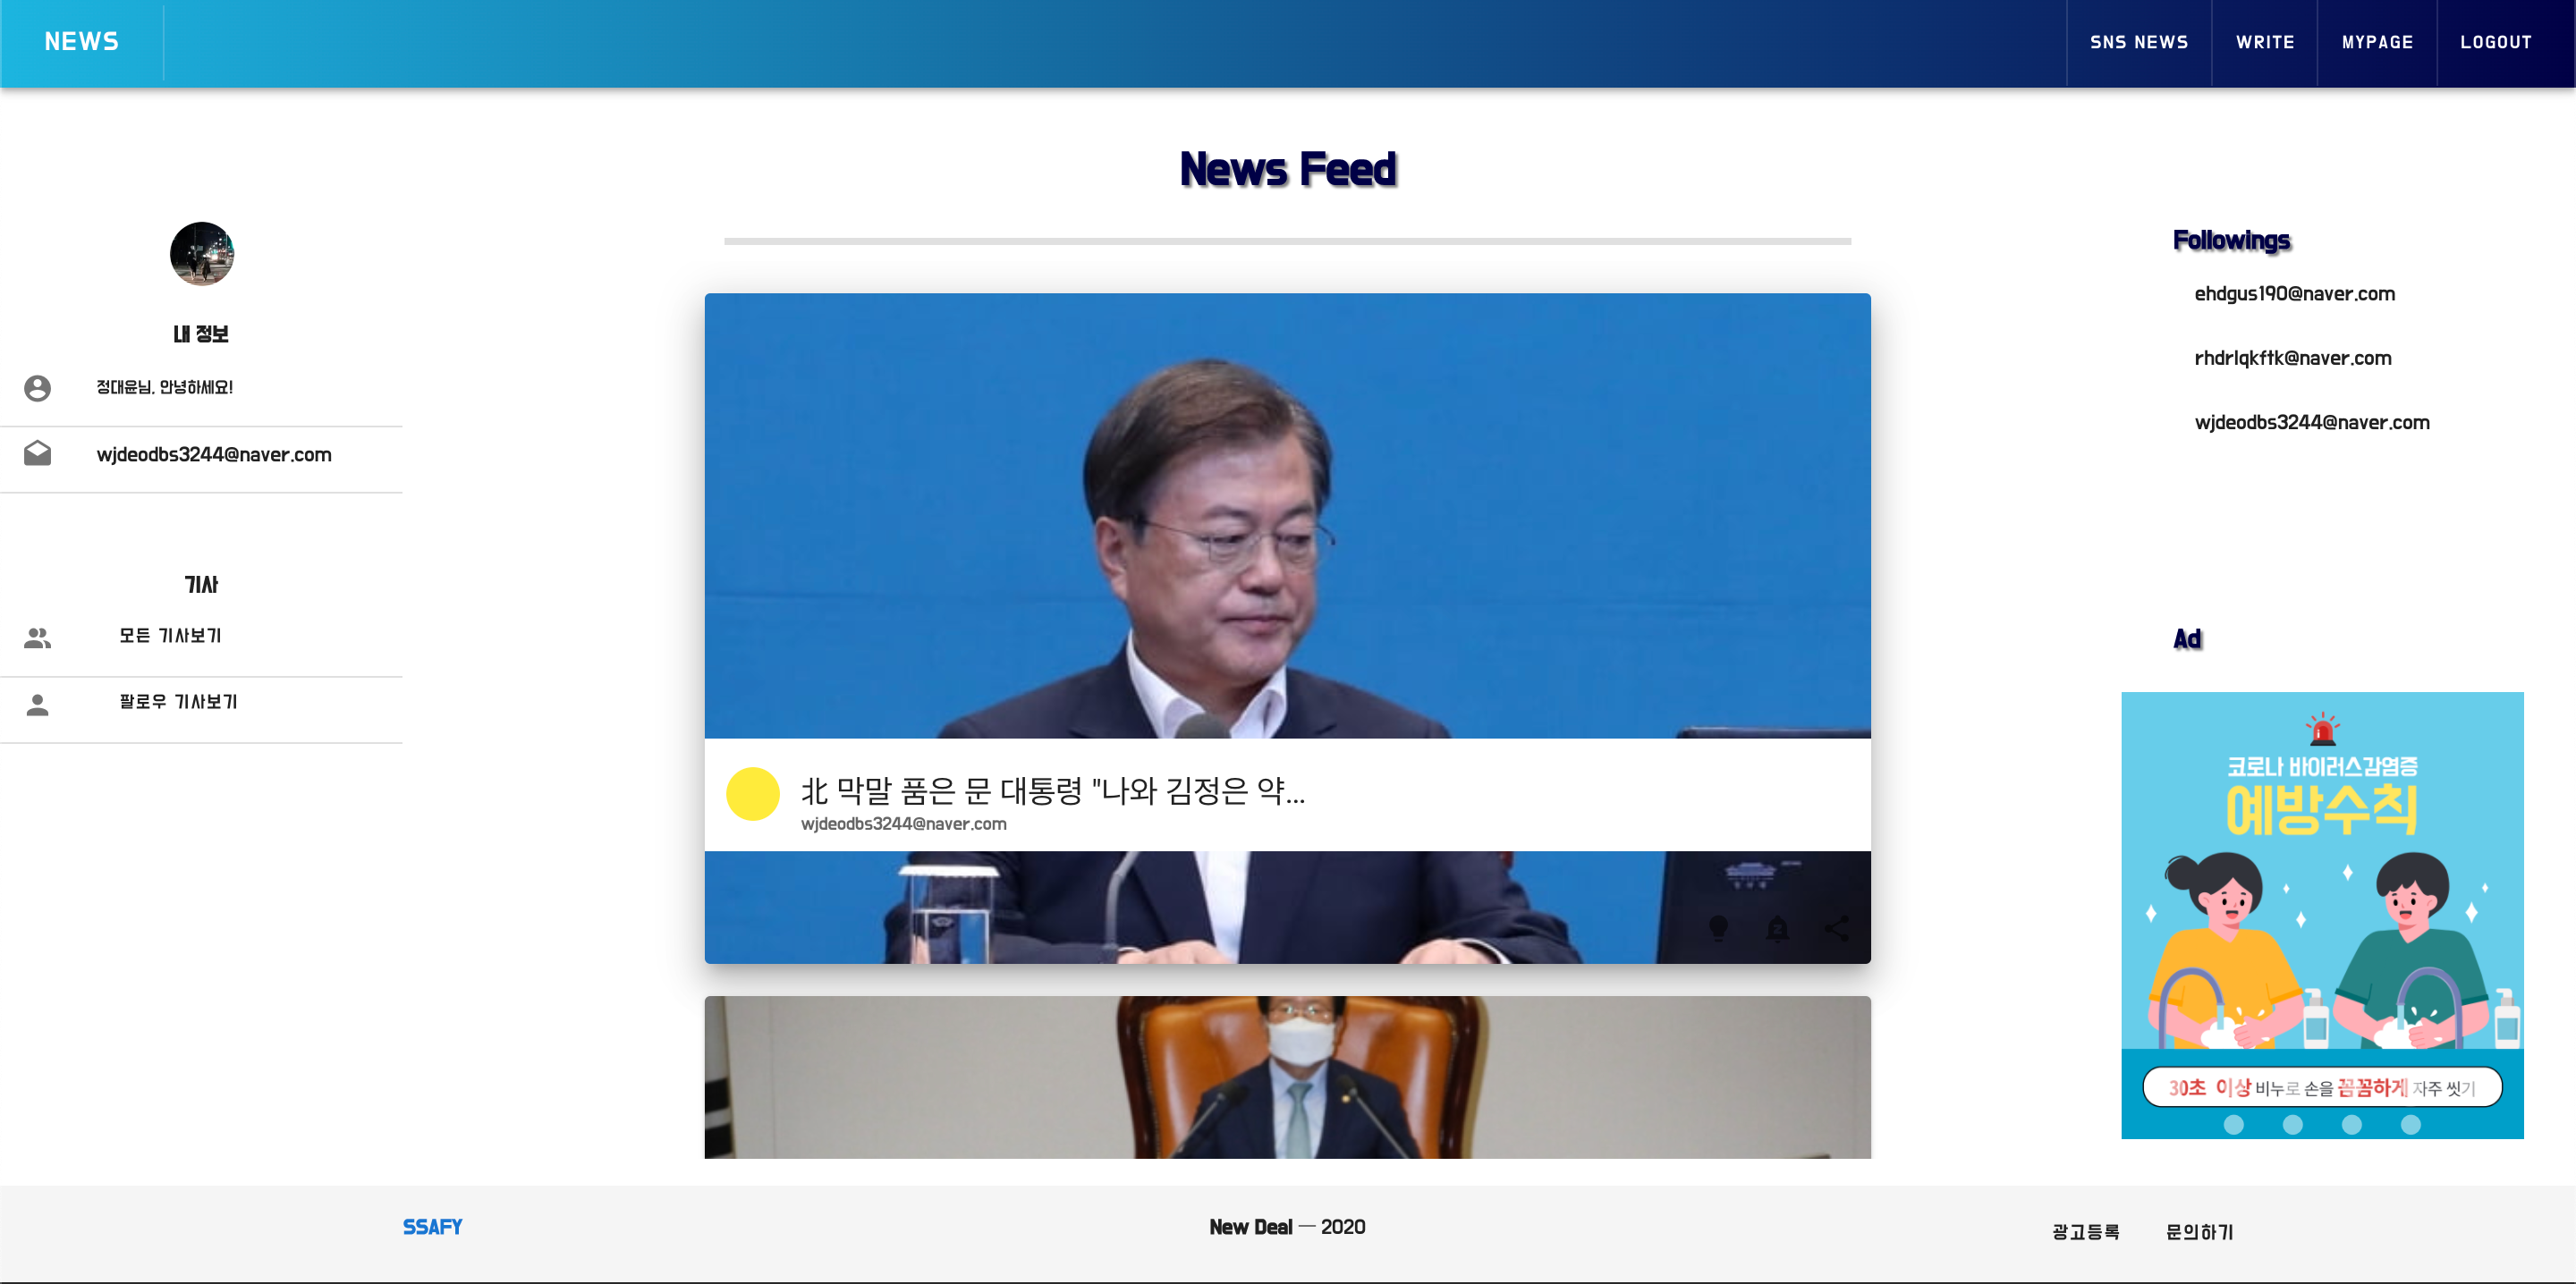 NEWS
SNS NEWS
WRITE
MYPAGE
LOGOUT
News Feed
내 정보
정대윤님, 안녕하세요!
wjdeodbs3244@naver.com
기사
모든 기사보기
팔로우 기사보기
北 막말 품은 문 대통령 "나와 김정은 약...
wjdeodbs3244@naver.com
Followings
ehdgus190@naver.com
rhdrlqkftk@naver.com
wjdeodbs3244@naver.com
Ad
코로나 바이러스감염증
예방수칙
30초 이상 비누로 손을 꼼꼼하게 자주 씻기
SSAFY
New Deal — 2020
광고등록
문의하기